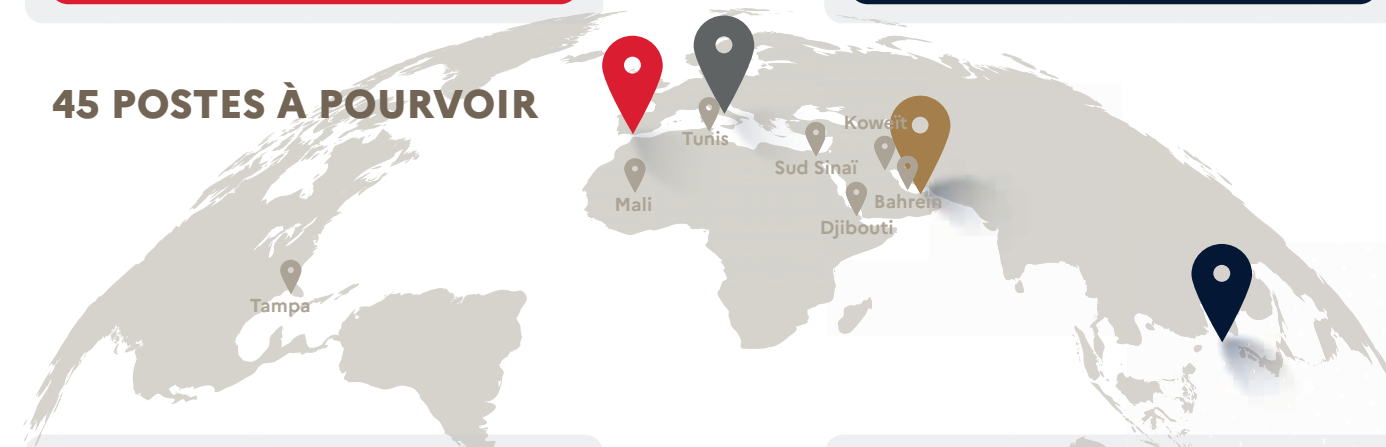 45 POSTES À POURVOIR
Koweït
Tunis
Sud Sinaï
Mali
Bahreïn
Djibouti
Tampa